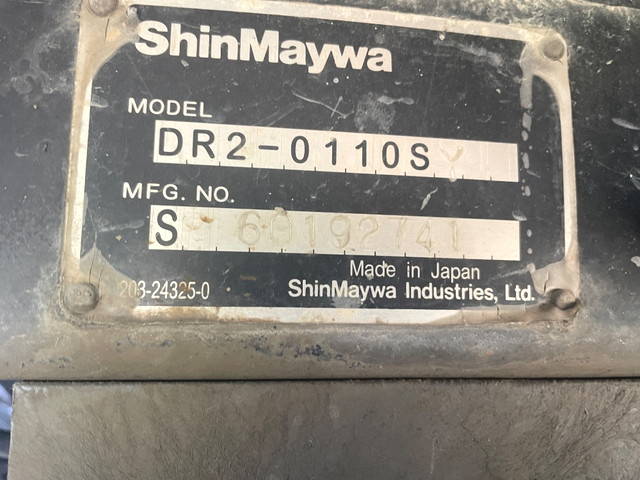 ShinMaywa
MODEL
DR2-0110S
MFG. NO.
S 60192741
Made in Japan
203-24325-0
ShinMaywa Industries, Ltd.